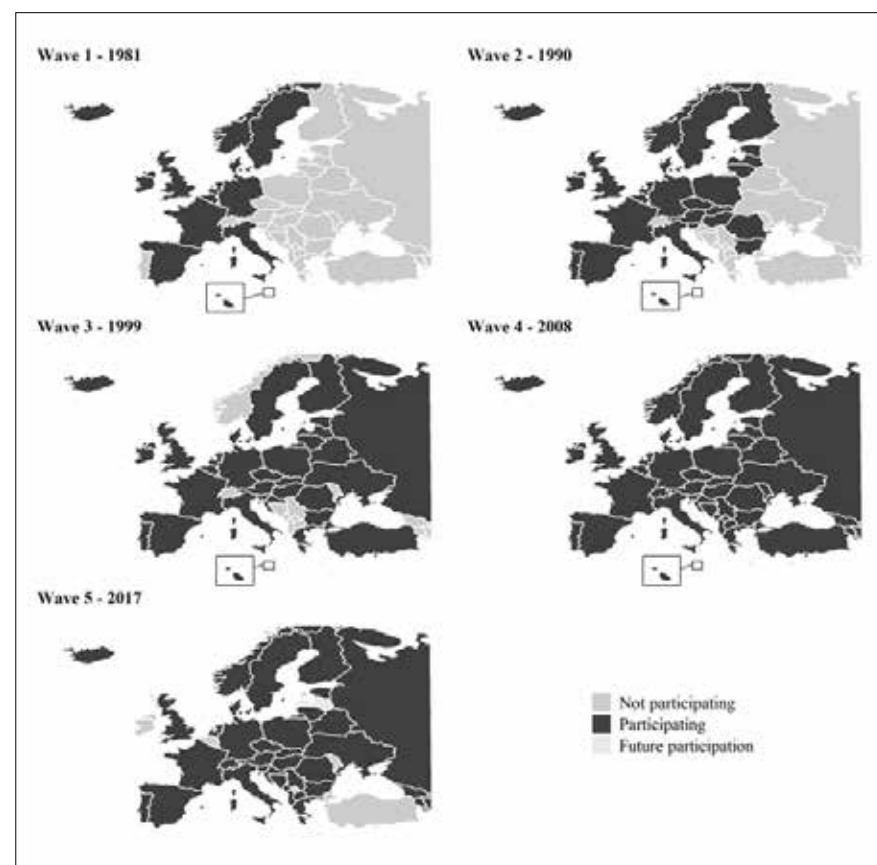 Wave 1 - 1981
Wave 2 - 1990
Wave 3 - 1999
Wave 4 - 2008
Wave 5 - 2017
Not participating
Participating
Future participation